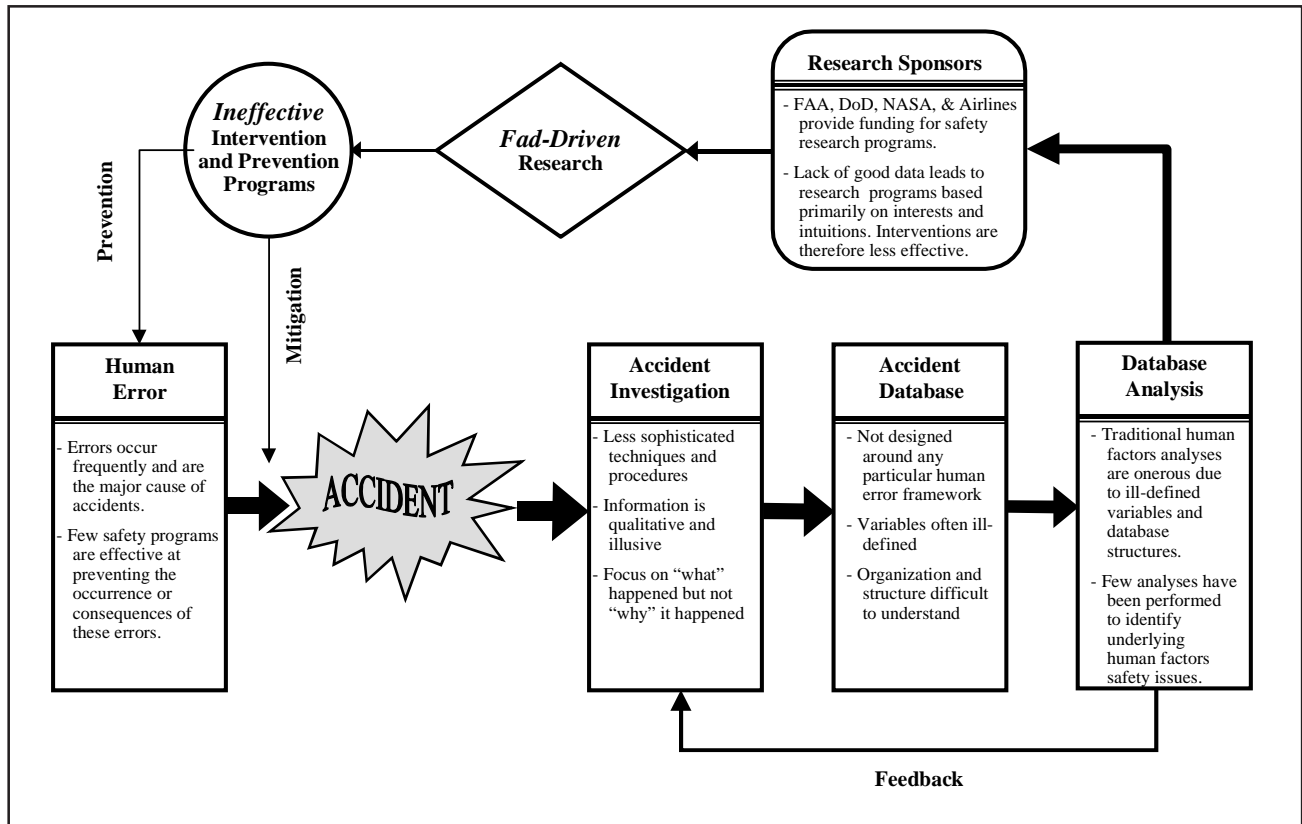 Research Sponsors
- FAA, DoD, NASA, & Airlines
provide funding for safety
research programs.
- Lack of good data leads to
research programs based
primarily on interests and
intuitions. Interventions are
therefore less effective.
Fad-Driven
Research
Ineffective
Intervention
and Prevention
Programs
Prevention
Mitigation
Human
Error
- Errors occur
frequently and are
the major cause of
accidents.
- Few safety programs
are effective at
preventing the
occurrence or
consequences of
these errors.
ACCIDENT
Accident
Investigation
- Less sophisticated
techniques and
procedures
- Information is
qualitative and
illusive
- Focus on “what”
happened but not
“why” it happened
Accident
Database
- Not designed
around any
particular human
error framework
- Variables often ill-
defined
- Organization and
structure difficult
to understand
Database
Analysis
- Traditional human
factors analyses
are onerous due
to ill-defined
variables and
database
structures.
- Few analyses have
been performed
to identify
underlying
human factors
safety issues.
Feedback